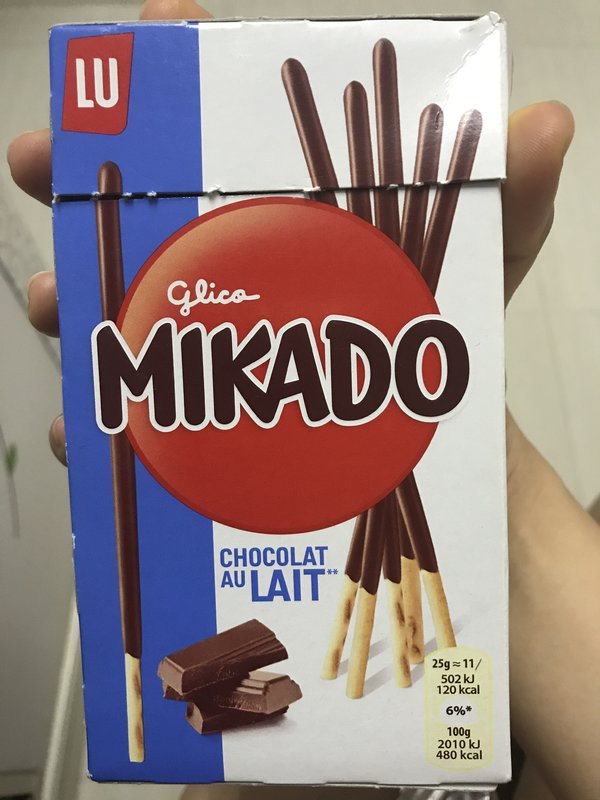 LU
Glico
MIKADO
CHOCOLAT
AU LAIT**
25g ≈ 11/
502 kJ
120 kcal
6%*
100g
2010 kJ
480 kcal